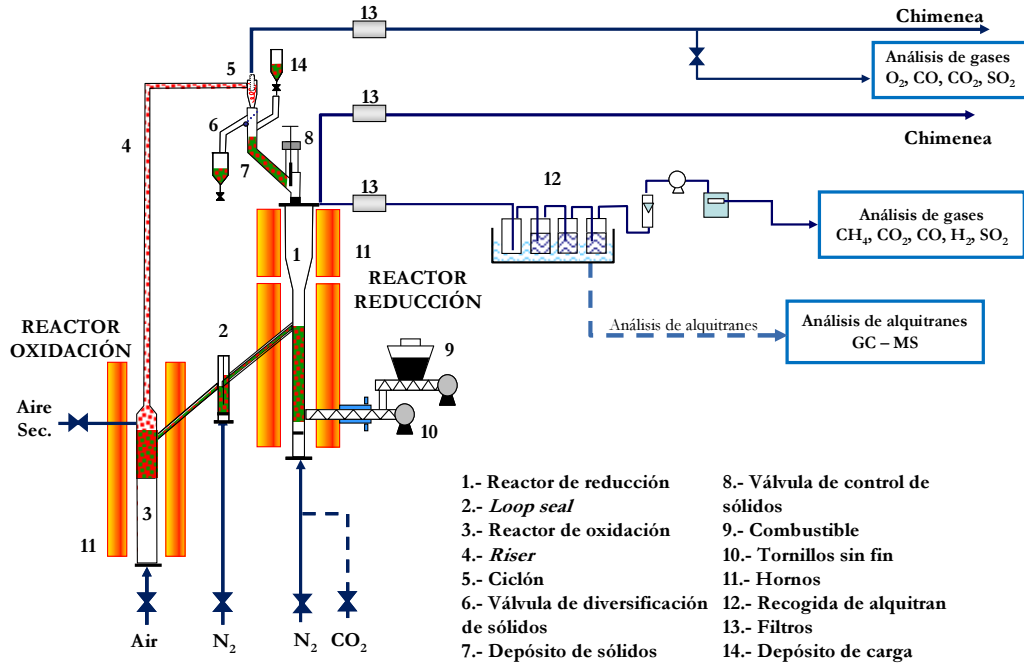 13
Chimenea
14
5
Análisis de gases
O2, CO, CO2, SO2
13
6
8
4
7
Chimenea
13
12
Análisis de gases
CH4, CO2, CO, H2, SO2
1
11
REACTOR
REDUCCIÓN
REACTOR
OXIDACIÓN
2
Análisis de alquitranes
Análisis de alquitranes
GC – MS
9
Aire
Sec.
10
3
11
Air
N2
N2
CO2
1.- Reactor de reducción
2.- Loop seal
3.- Reactor de oxidación
4.- Riser
5.- Ciclón
6.- Válvula de diversificación
de sólidos
7.- Depósito de sólidos
8.- Válvula de control de
sólidos
9.- Combustible
10.- Tornillos sin fin
11.- Hornos
12.- Recogida de alquitran
13.- Filtros
14.- Depósito de carga